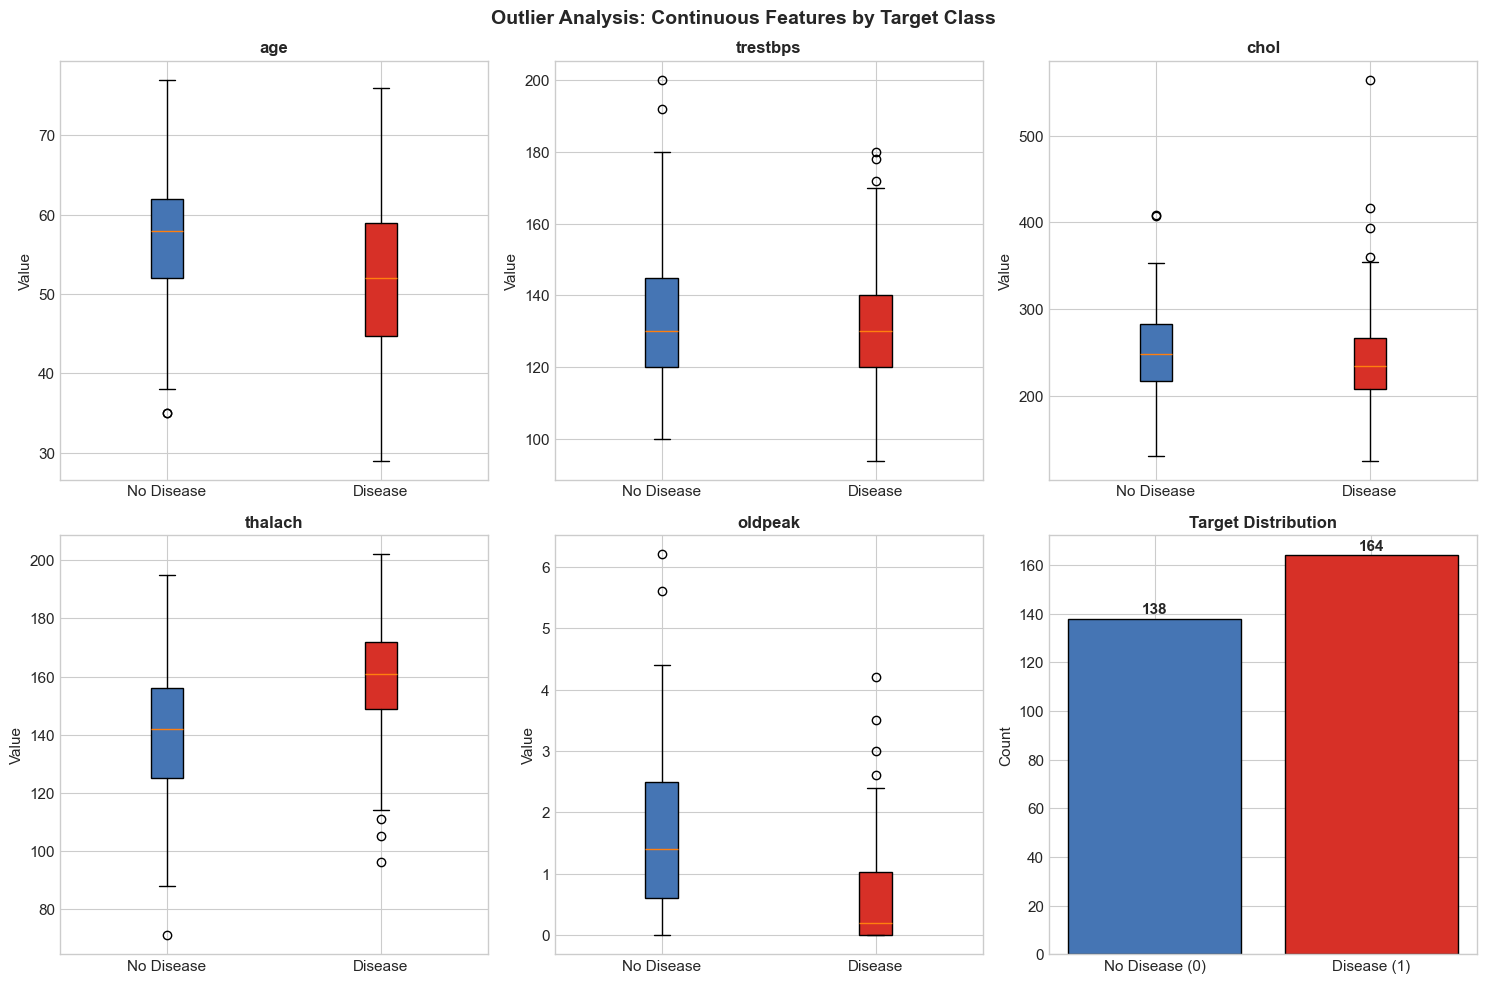 Outlier Analysis: Continuous Features by Target Class
age
Value
70
60
50
40
30
No Disease
Disease
trestbps
Value
200
180
160
140
120
100
No Disease
Disease
chol
Value
500
400
300
200
No Disease
Disease
thalach
Value
200
180
160
140
120
100
80
No Disease
Disease
oldpeak
Value
6
5
4
3
2
1
0
No Disease
Disease
Target Distribution
Count
160
140
120
100
80
60
40
20
0
138
164
No Disease (0)
Disease (1)